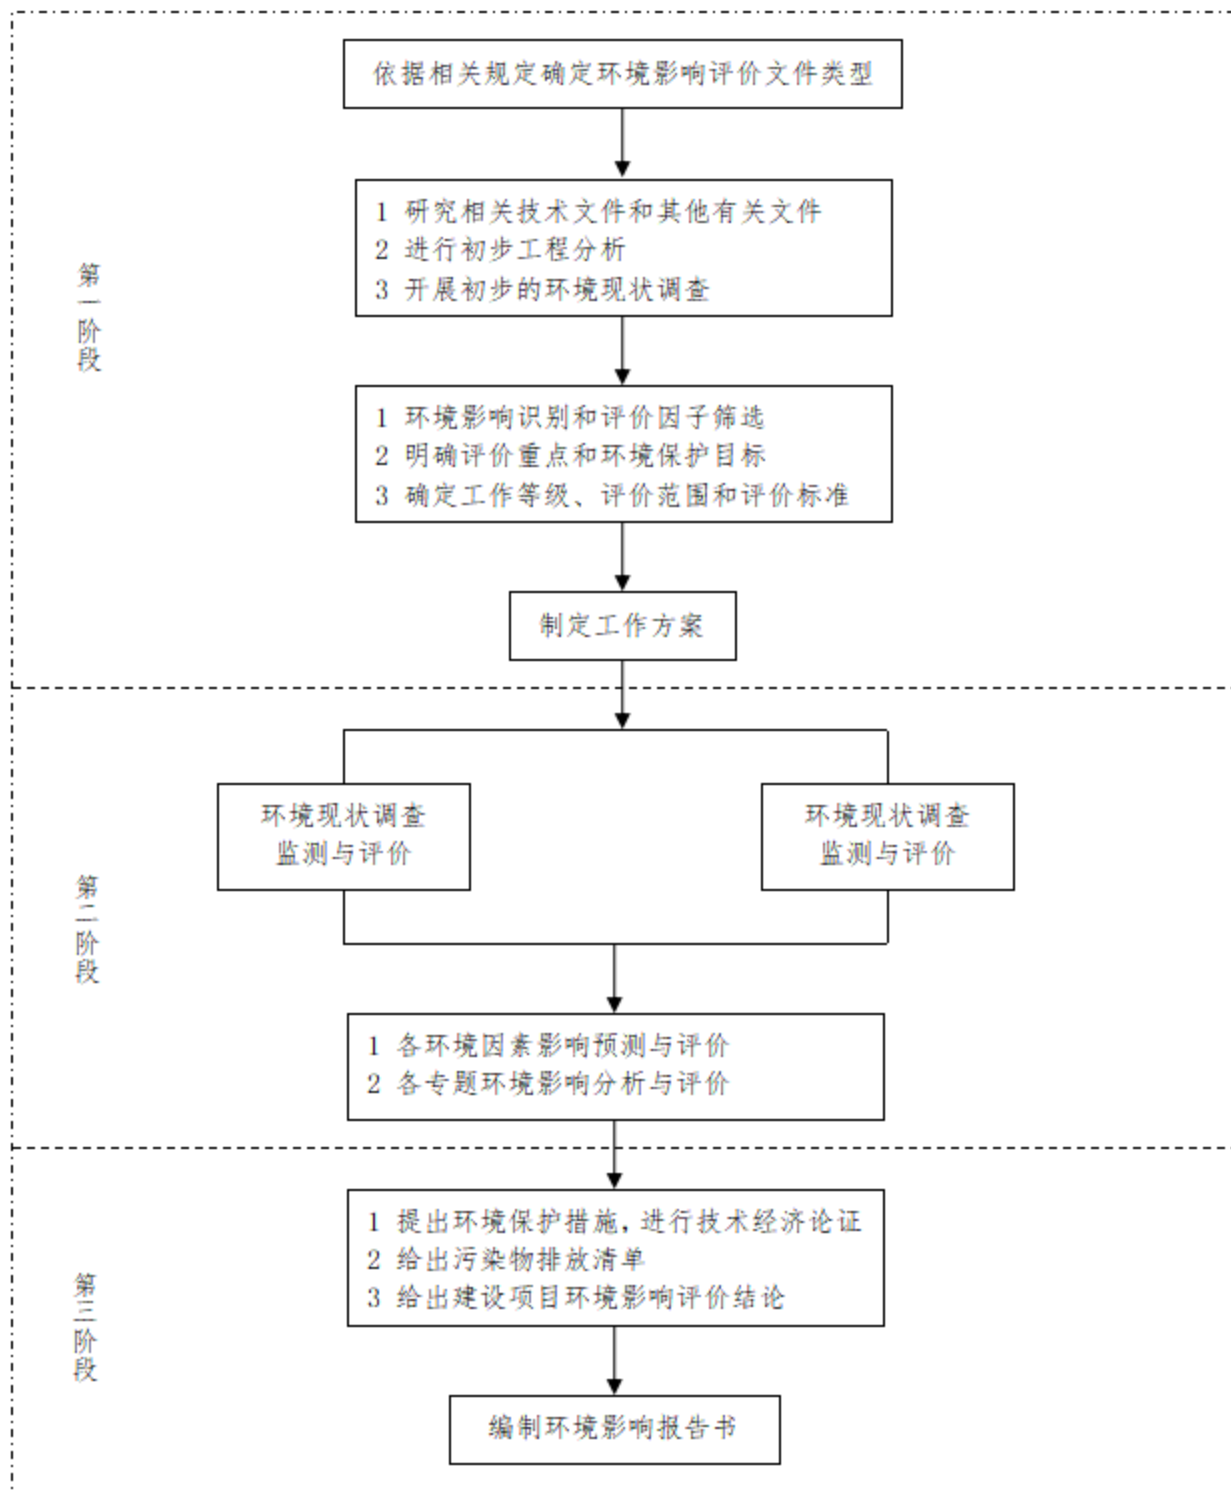 依据相关规定确定环境影响评价文件类型
1 研究相关技术文件和其他有关文件
2 进行初步工程分析
3 开展初步的环境现状调查
第一阶段
1 环境影响识别和评价因子筛选
2 明确评价重点和环境保护目标
3 确定工作等级、评价范围和评价标准
制定工作方案
环境现状调查
监测与评价
环境现状调查
监测与评价
第二阶段
1 各环境因素影响预测与评价
2 各专题环境影响分析与评价
1 提出环境保护措施,进行技术经济论证
2 给出污染物排放清单
3 给出建设项目环境影响评价结论
第三阶段
编制环境影响报告书